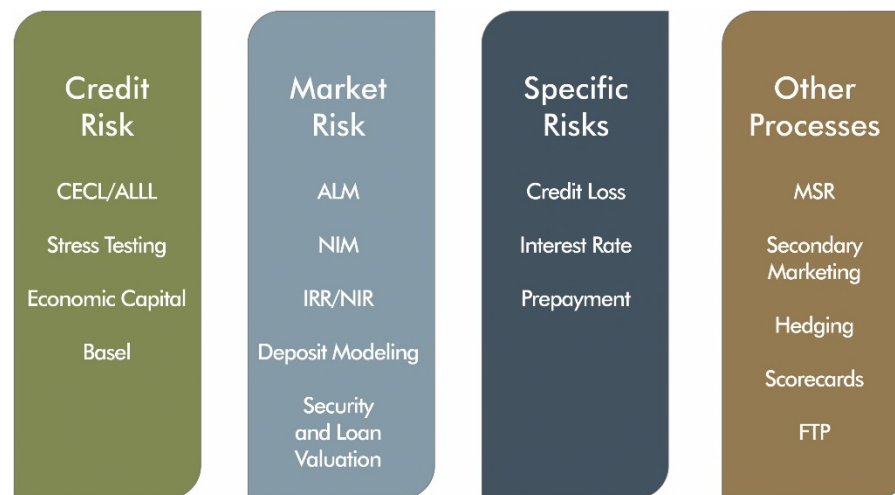 Credit
Risk
CECL/ALLL
Stress Testing
Economic Capital
Basel
Market
Risk
ALM
NIM
IRR/NIR
Deposit Modeling
Security
and Loan
Valuation
Specific
Risks
Credit Loss
Interest Rate
Prepayment
Other
Processes
MSR
Secondary
Marketing
Hedging
Scorecards
FTP